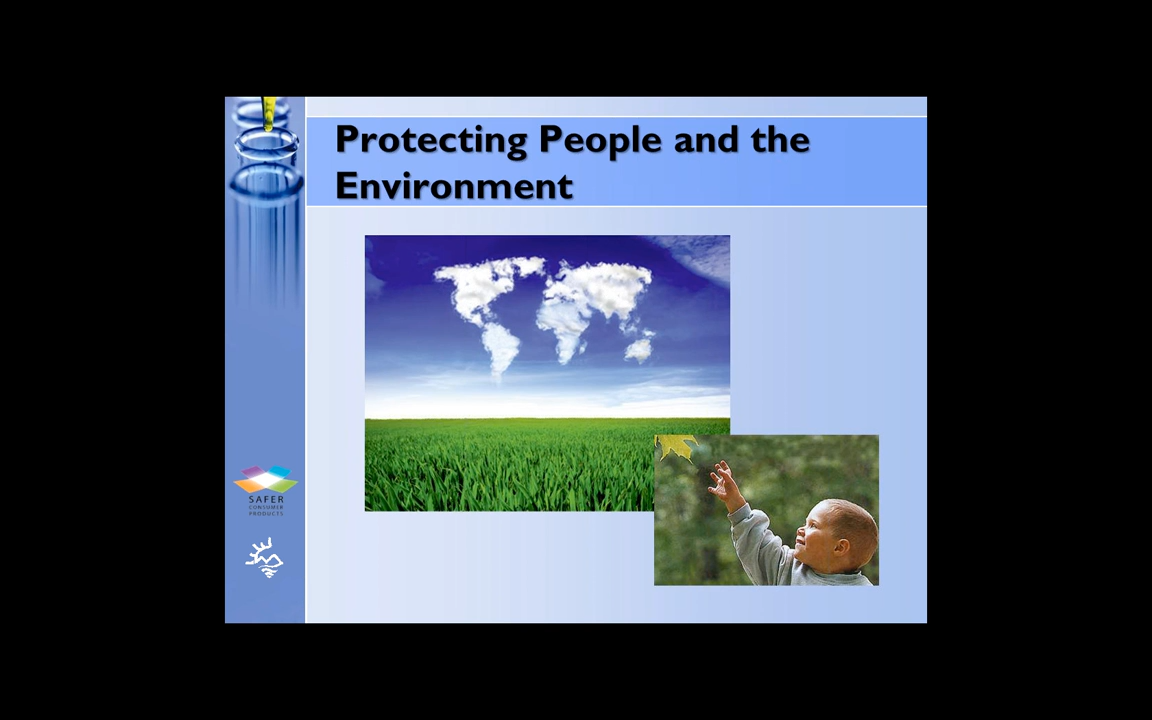 Protecting People and the
Environment
SAFER
CONSUMER
PRODUCTS